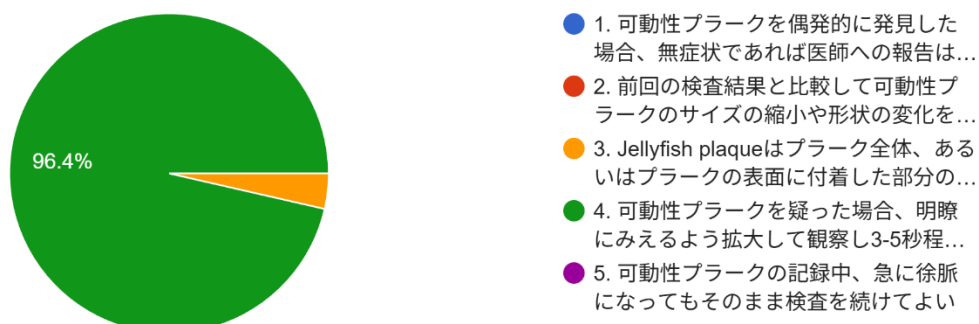 96.4%
1. 可動性プラークを偶発的に発見した
場合、無症状であれば医師への報告は…
2. 前回の検査結果と比較して可動性プ
ラークのサイズの縮小や形状の変化を…
3. Jellyfish plaqueはプラーク全体、ある
いはプラークの表面に付着した部分の…
4. 可動性プラークを疑った場合、明瞭
にみえるよう拡大して観察し3-5秒程…
5. 可動性プラークの記録中、急に徐脈
になってもそのまま検査を続けてよい